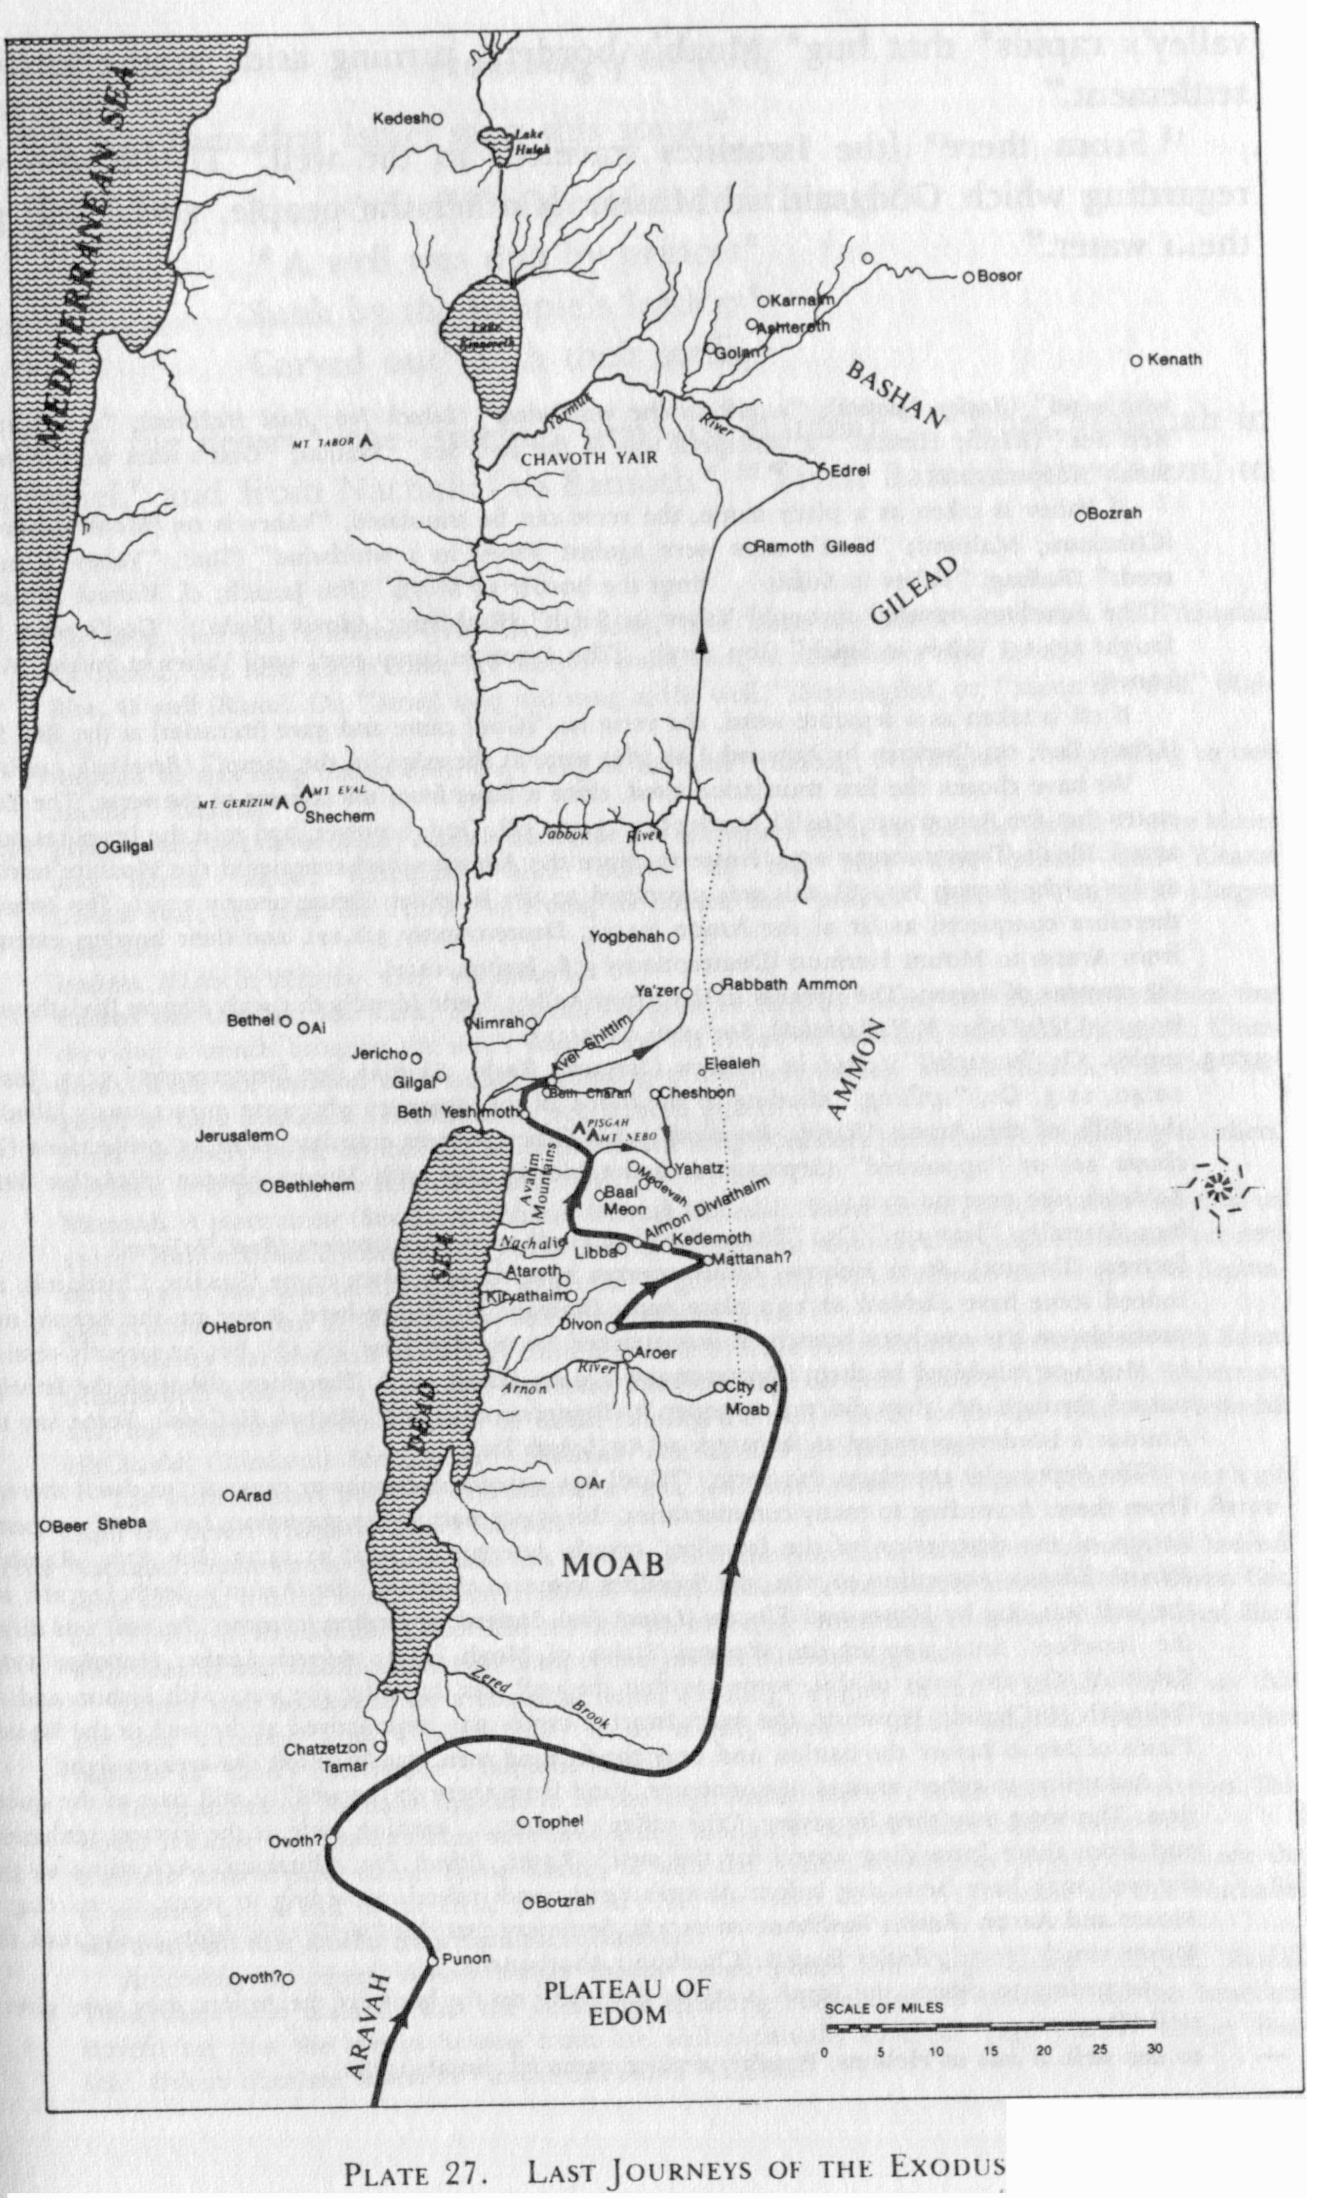 MEDITERRANEAN SEA
Kedesh
Lake
Huleh
Bosor
Karnaim
Ashteroth
Golan?
Lake
Kinnereth
Kenath
BASHAN
Yarmuk
River
MT TABOR
CHAVOTH YAIR
Edrei
Bozrah
Ramoth Gilead
GILEAD
MT EVAL
MT. GERIZIM
Shechem
Jabbok River
Gilgal
Yogbehah
Ya'zer
Rabbath Ammon
Nimrah
Bethel
Ai
Aver Shittim
Jericho
Elealeh
AMMON
Gilgal
Beth Charan
Cheshbon
Beth Yeshimoth
PISGAH
MT NEBO
Jerusalem
Avarim
Mountains
Yahatz
Medevah
Bethlehem
Baal
Meon
Almon Divlathaim
Nachaliel
Libba
Kedemoth
Mattanah?
Ataroth
Kiryathaim
Hebron
Divon
Aroer
Arnon River
City of
Moab
DEAD SEA
Ar
Arad
Beer Sheba
MOAB
Zered Brook
Chatzetzon
Tamar
Tophel
Ovoth?
Botzrah
Punon
Ovoth?
ARAVAH
PLATEAU OF
EDOM
SCALE OF MILES
0 5 10 15 20 25 30
PLATE 27. LAST JOURNEYS OF THE EXODUS